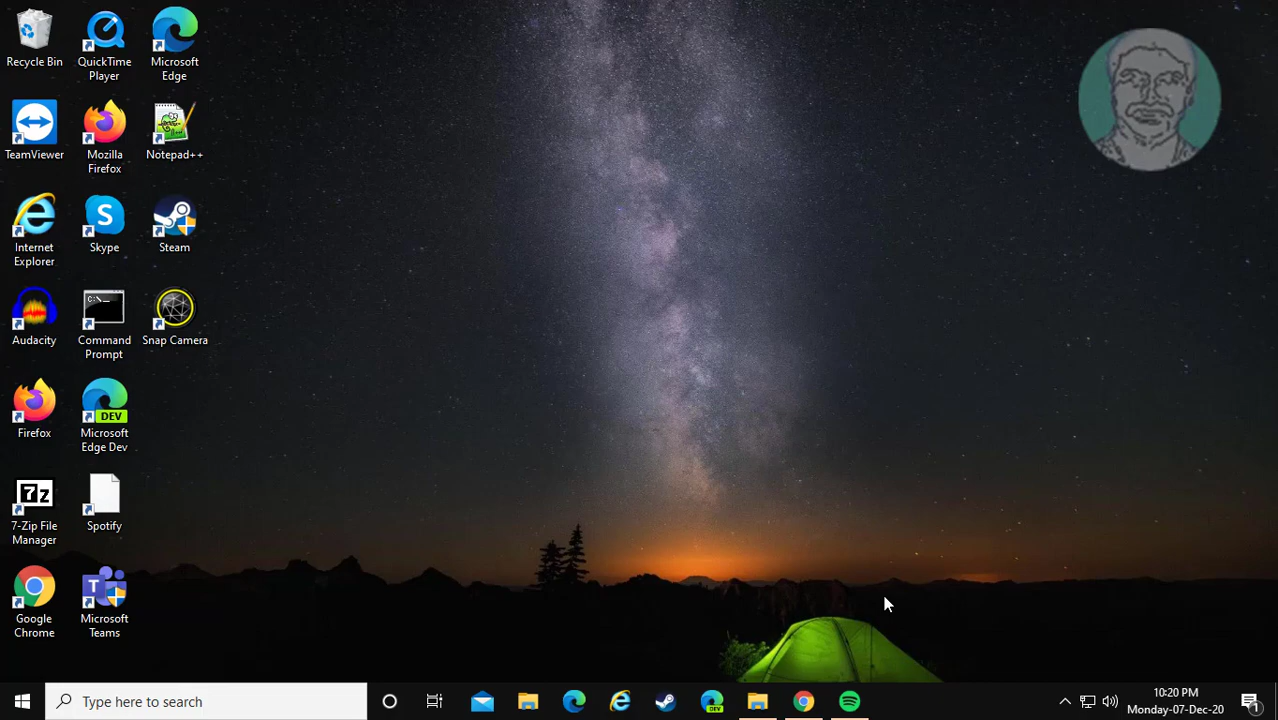 Recycle Bin
QuickTime
Player
Microsoft
Edge
TeamViewer
Mozilla
Firefox
Notepad++
Internet
Explorer
Skype
Steam
Audacity
C:\_
Command
Prompt
Snap Camera
Firefox
DEV
Microsoft
Edge Dev
7z
7-Zip File
Manager
Spotify
Google
Chrome
Microsoft
Teams
Type here to search
10:20 PM
Monday-07-Dec-20
1